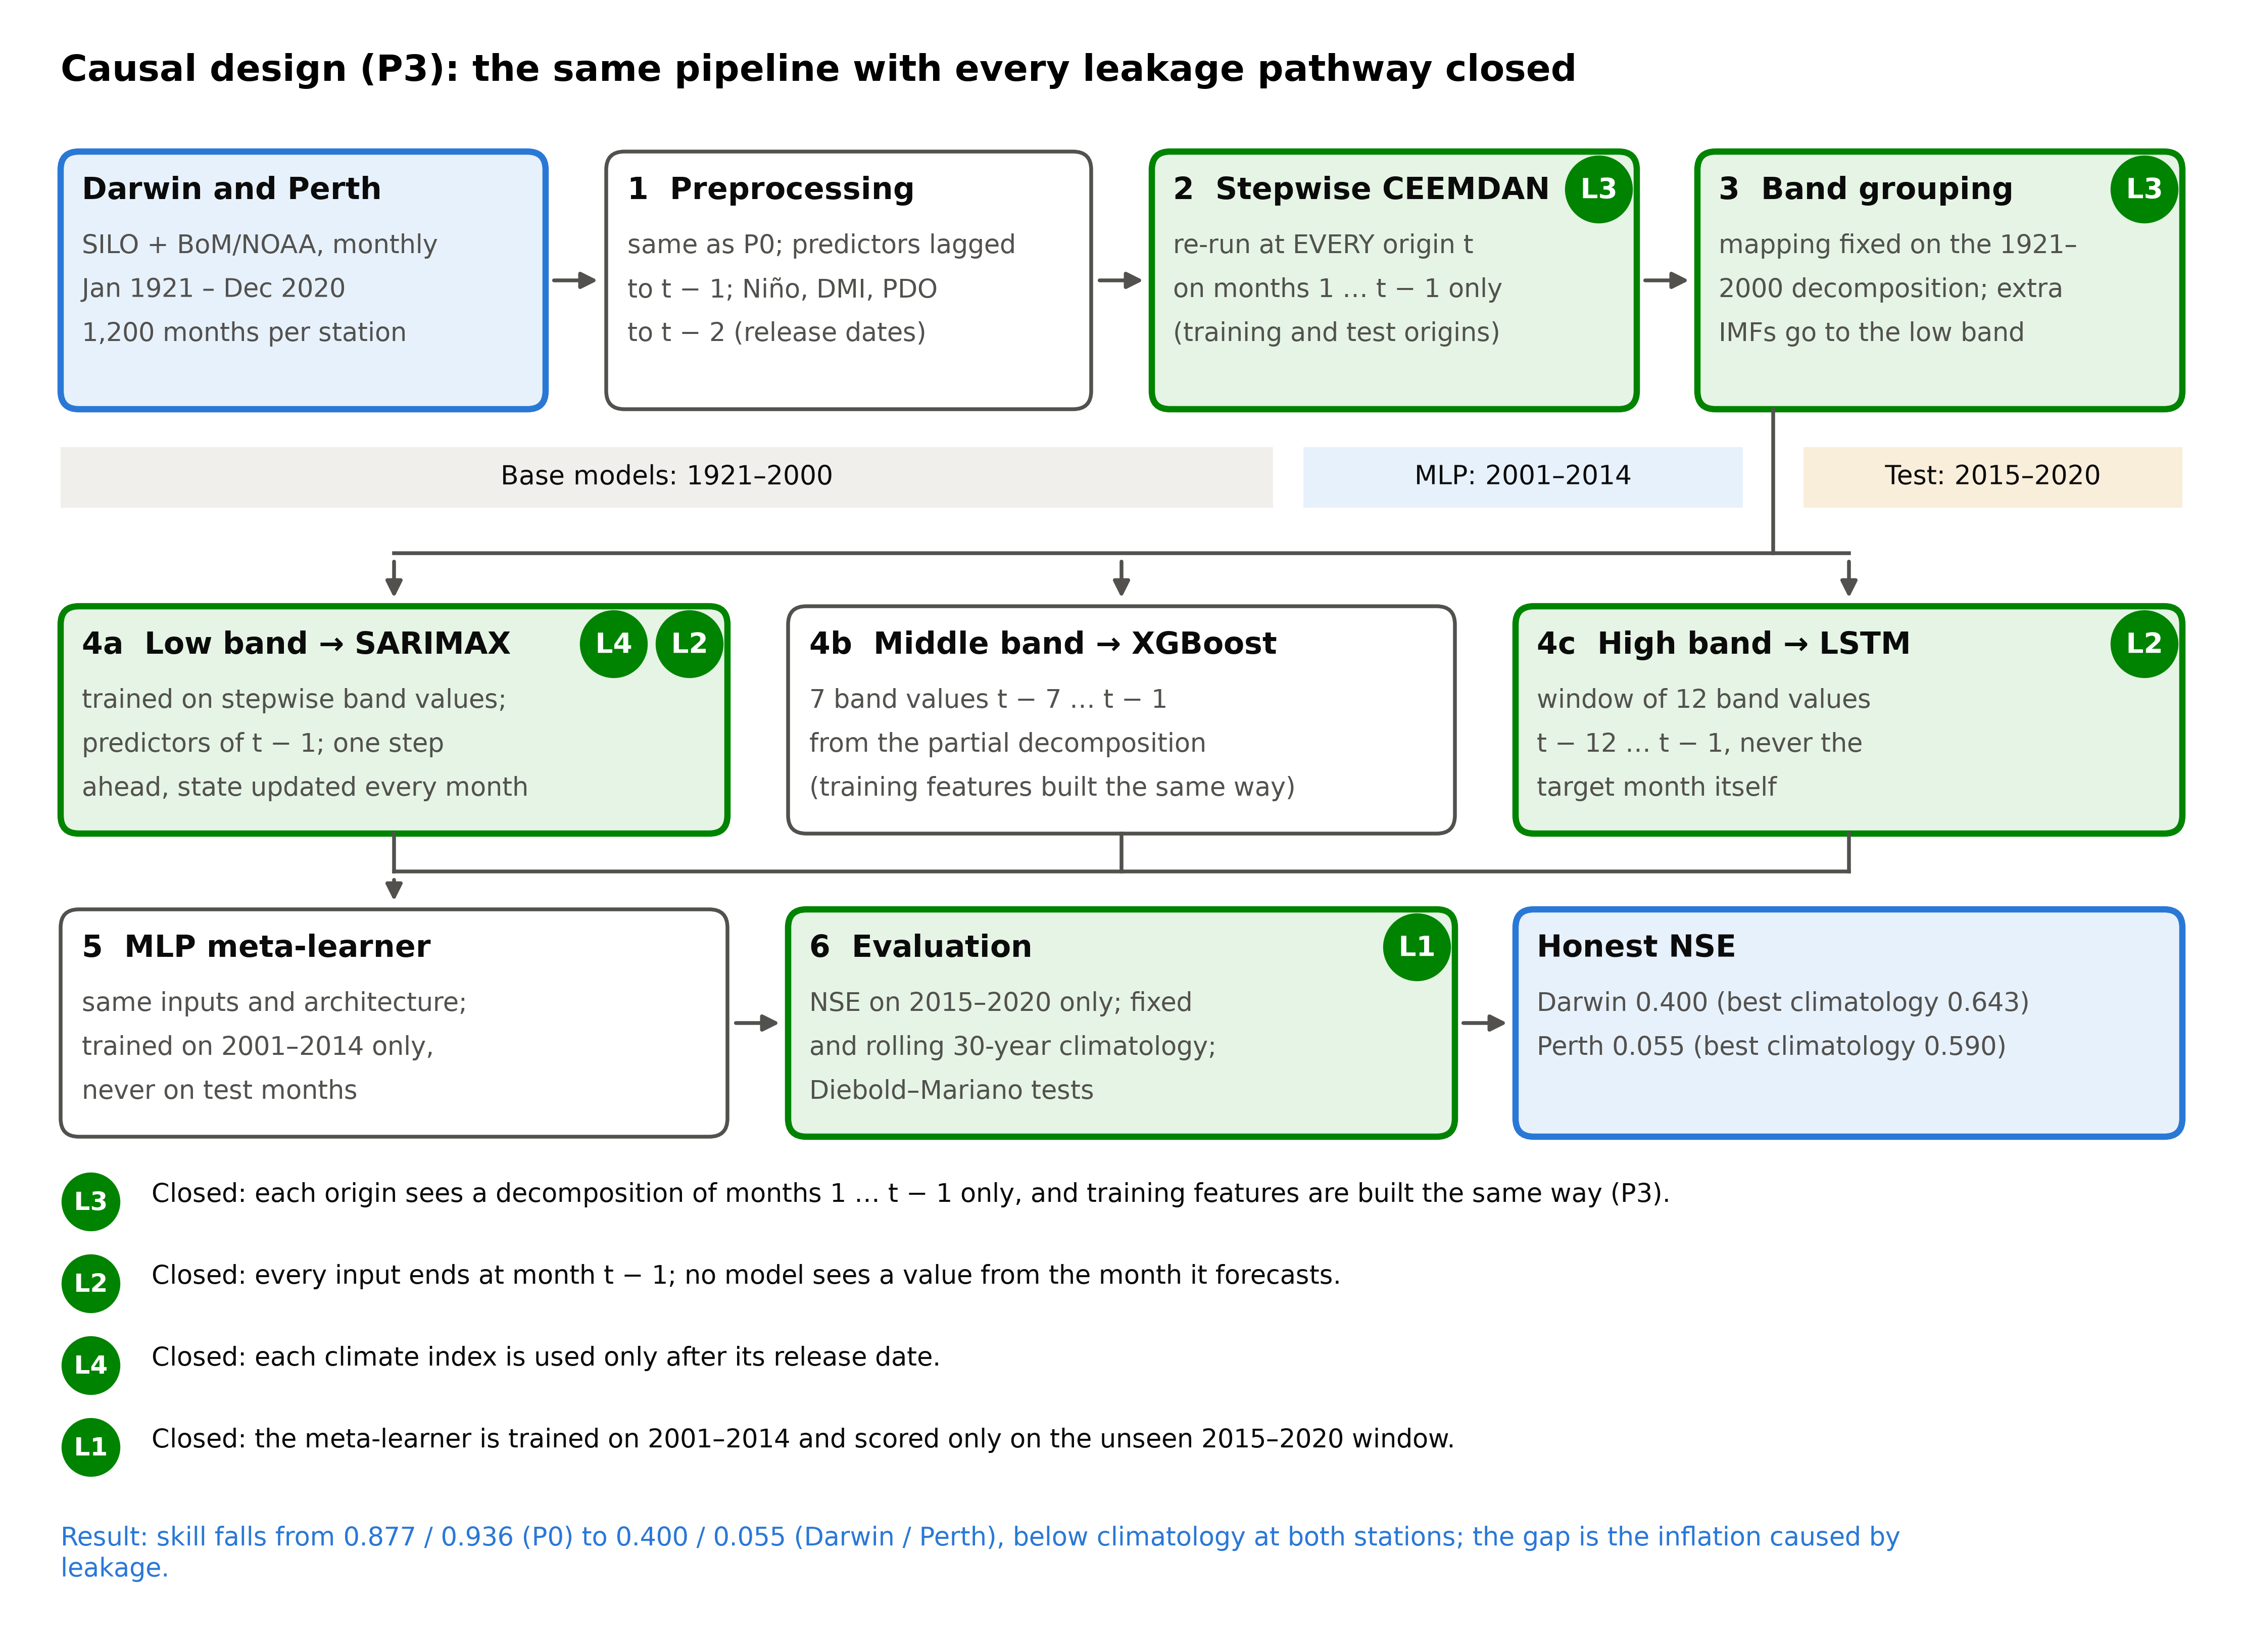 Causal design (P3): the same pipeline with every leakage pathway closed
Darwin and Perth
SILO + BoM/NOAA, monthly
Jan 1921 – Dec 2020
1,200 months per station
1 Preprocessing
same as P0; predictors lagged
to t − 1; Niño, DMI, PDO
to t − 2 (release dates)
2 Stepwise CEEMDAN
L3
re-run at EVERY origin t
on months 1 … t − 1 only
(training and test origins)
3 Band grouping
L3
mapping fixed on the 1921–
2000 decomposition; extra
IMFs go to the low band
Base models: 1921–2000
MLP: 2001–2014
Test: 2015–2020
4a Low band → SARIMAX
L4
L2
trained on stepwise band values;
predictors of t − 1; one step
ahead, state updated every month
4b Middle band → XGBoost
7 band values t − 7 … t − 1
from the partial decomposition
(training features built the same way)
4c High band → LSTM
L2
window of 12 band values
t − 12 … t − 1, never the
target month itself
5 MLP meta-learner
same inputs and architecture;
trained on 2001–2014 only,
never on test months
6 Evaluation
L1
NSE on 2015–2020 only; fixed
and rolling 30-year climatology;
Diebold–Mariano tests
Honest NSE
Darwin 0.400 (best climatology 0.643)
Perth 0.055 (best climatology 0.590)
L3 Closed: each origin sees a decomposition of months 1 … t − 1 only, and training features are built the same way (P3).
L2 Closed: every input ends at month t − 1; no model sees a value from the month it forecasts.
L4 Closed: each climate index is used only after its release date.
L1 Closed: the meta-learner is trained on 2001–2014 and scored only on the unseen 2015–2020 window.
Result: skill falls from 0.877 / 0.936 (P0) to 0.400 / 0.055 (Darwin / Perth), below climatology at both stations; the gap is the inflation caused by
leakage.